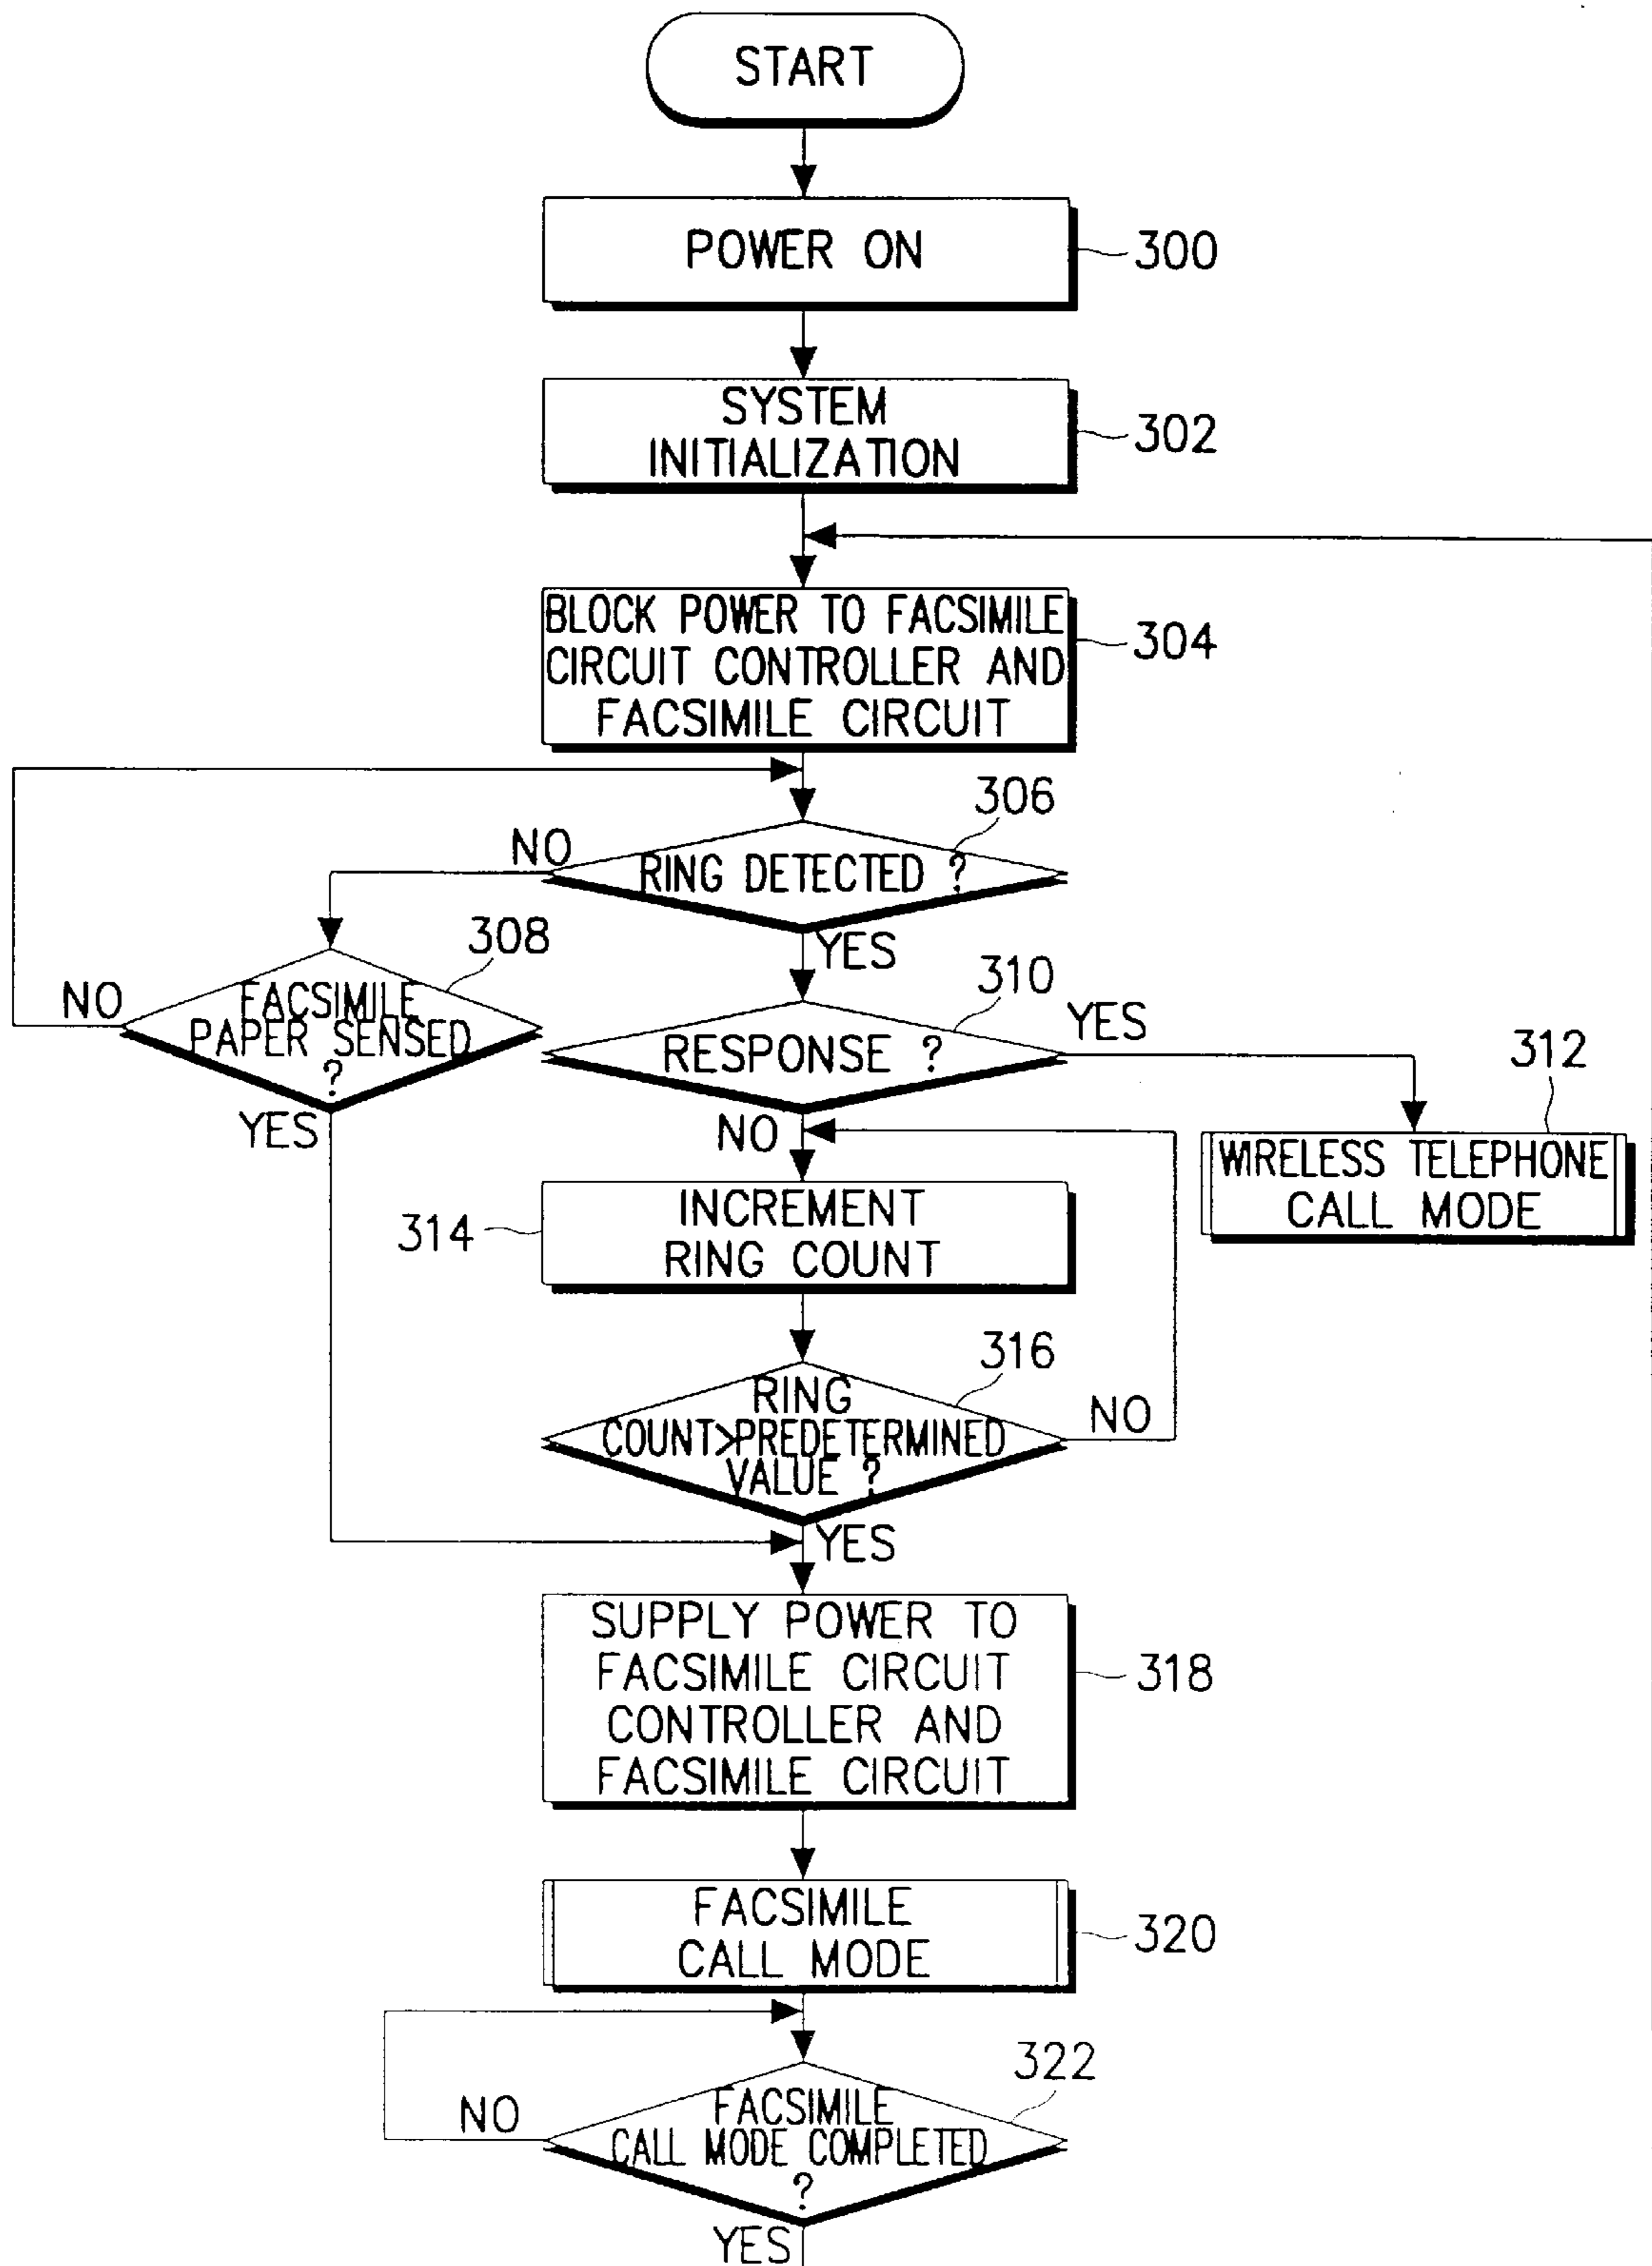 START
POWER ON
300
SYSTEM
INITIALIZATION
302
BLOCK POWER TO FACSIMILE
CIRCUIT CONTROLLER AND
FACSIMILE CIRCUIT
304
306
NO
RING DETECTED ?
YES
308
NO
FACSIMILE
PAPER SENSED
?
YES
310
YES
RESPONSE ?
NO
312
WIRELESS TELEPHONE
CALL MODE
314
INCREMENT
RING COUNT
316
RING
COUNT>PREDETERMINED
VALUE ?
NO
YES
SUPPLY POWER TO
FACSIMILE CIRCUIT
CONTROLLER AND
FACSIMILE CIRCUIT
318
FACSIMILE
CALL MODE
320
322
NO
FACSIMILE
CALL MODE COMPLETED
?
YES